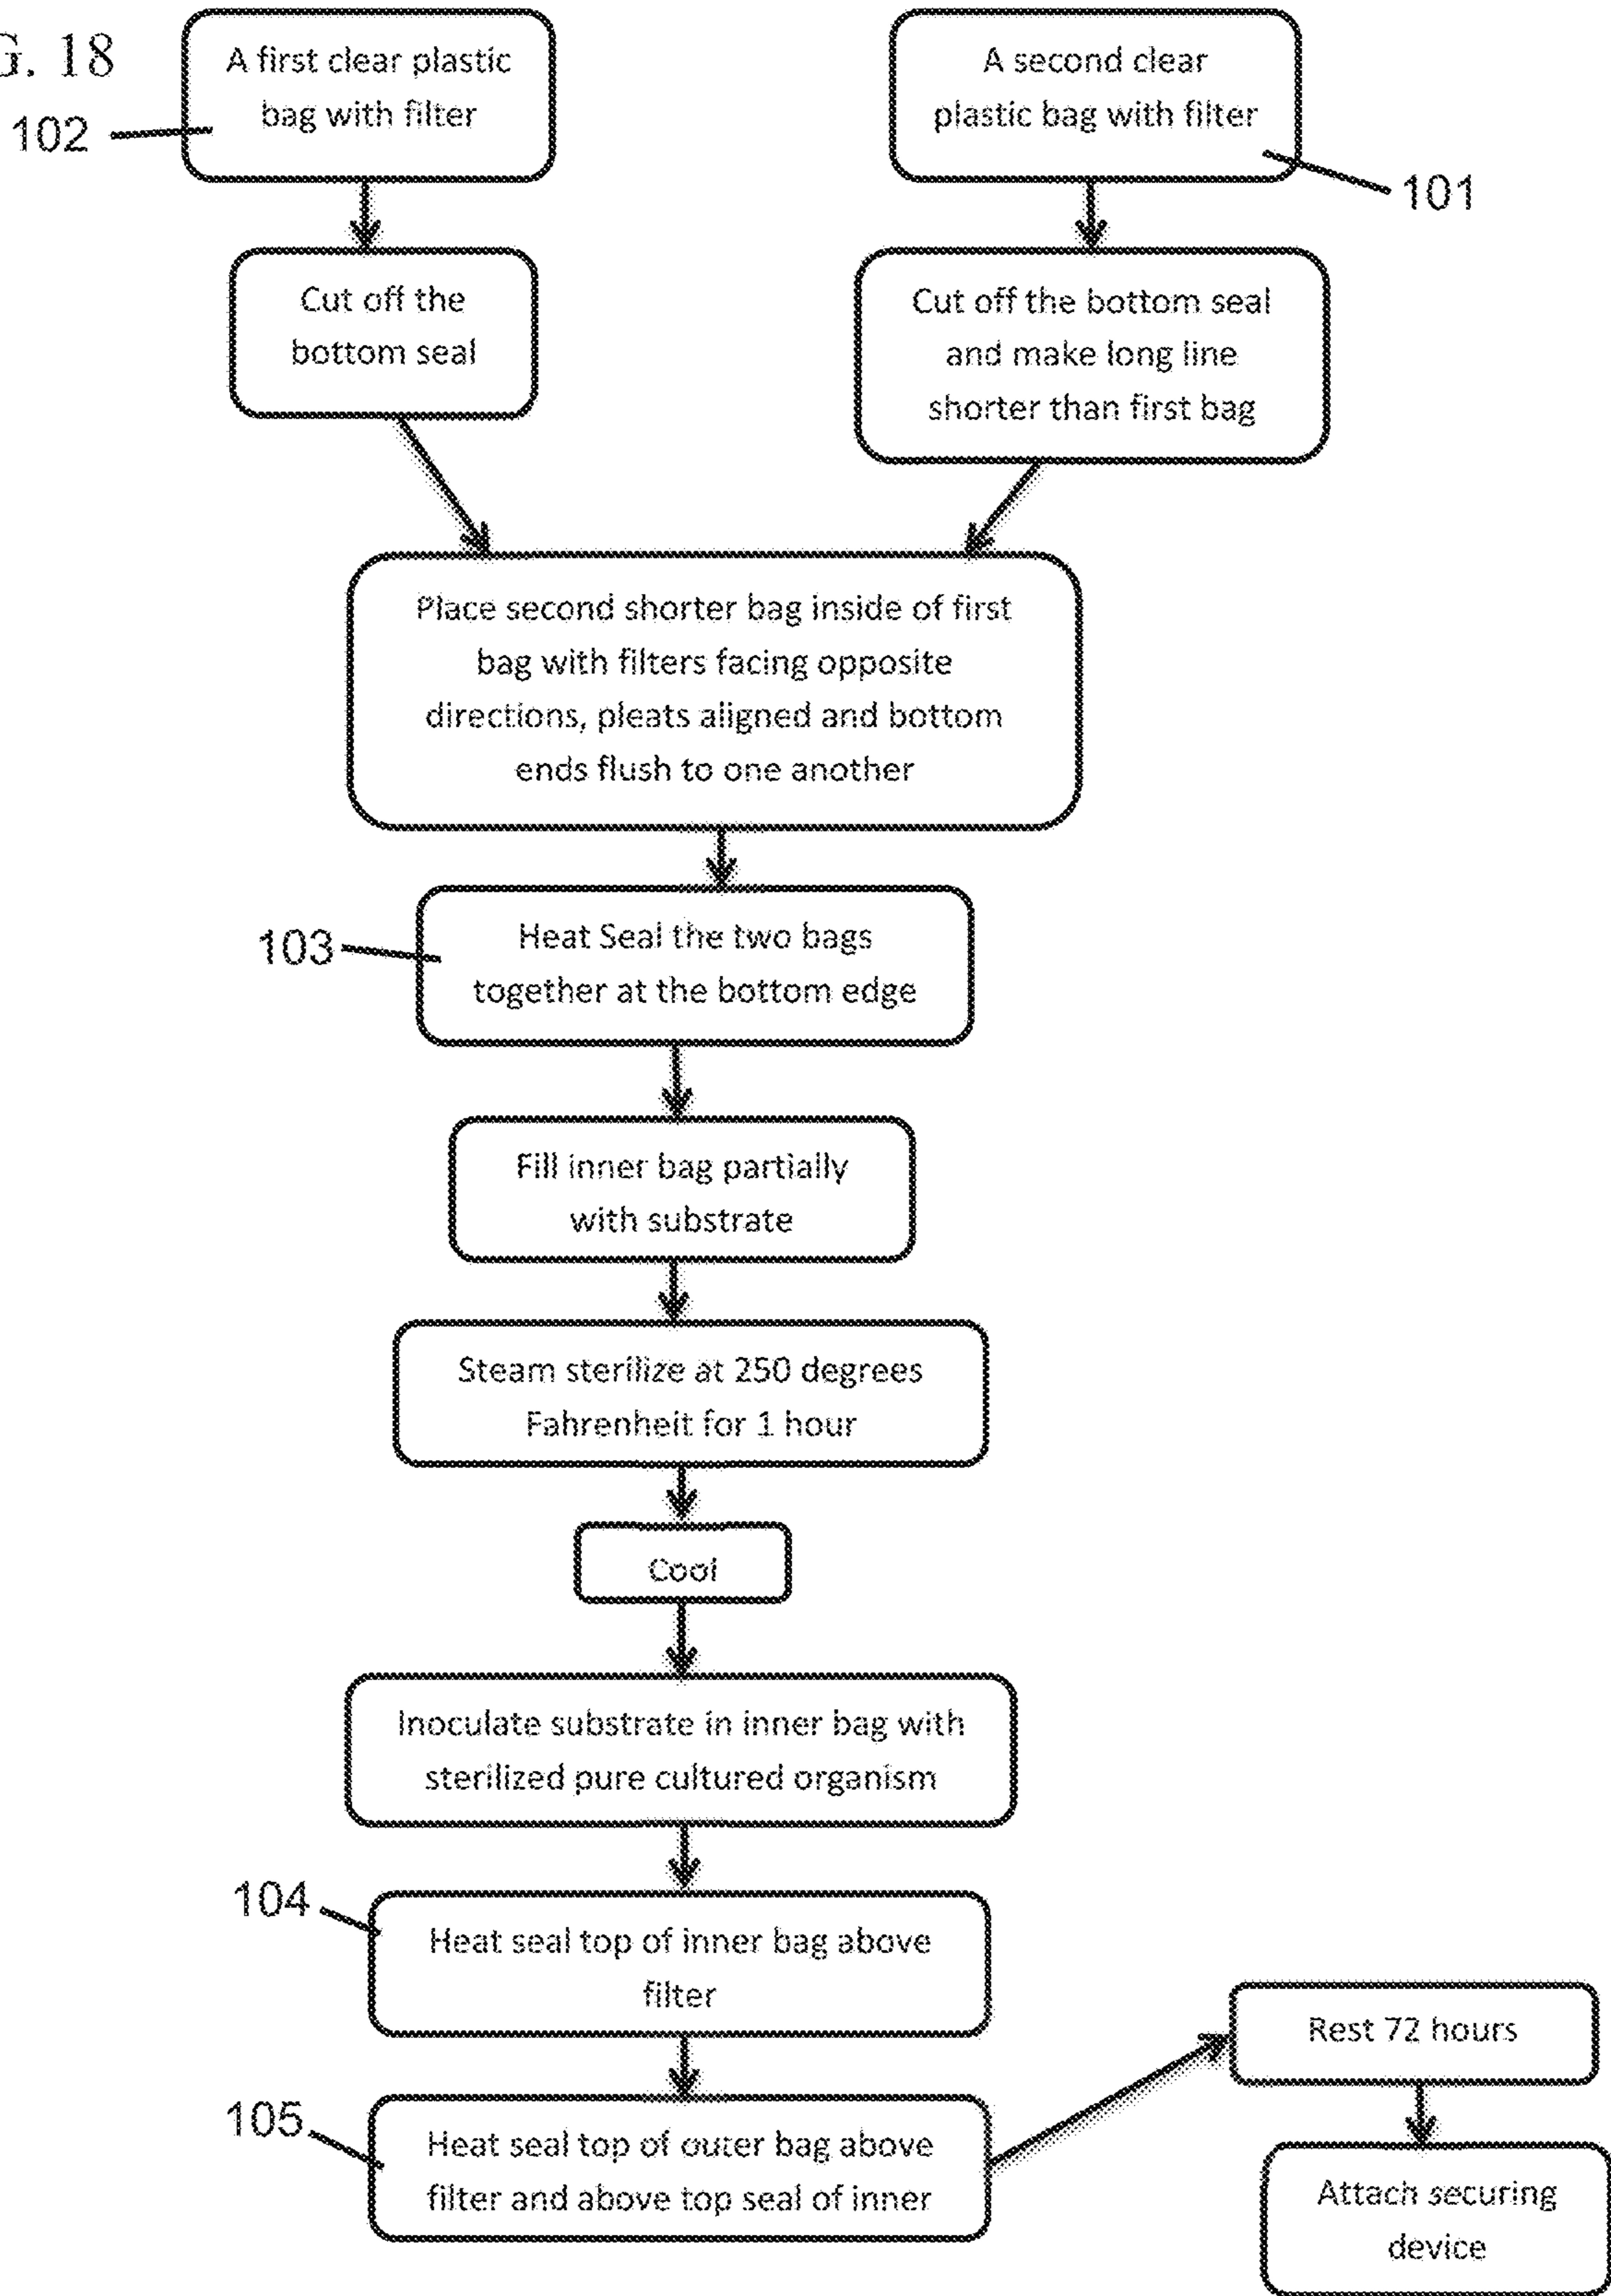 G. 18
A first clear plastic
bag with filter
102
A second clear
plastic bag with filter
101
Cut off the
bottom seal
Cut off the bottom seal
and make long line
shorter than first bag
Place second shorter bag inside of first
bag with filters facing opposite
directions, pleats aligned and bottom
ends flush to one another
103
Heat Seal the two bags
together at the bottom edge
Fill inner bag partially
with substrate
Steam sterilize at 250 degrees
Fahrenheit for 1 hour
Cool
Inoculate substrate in inner bag with
sterilized pure cultured organism
104
Heat seal top of inner bag above
filter
105
Heat seal top of outer bag above
filter and above top seal of inner
Rest 72 hours
Attach securing
device